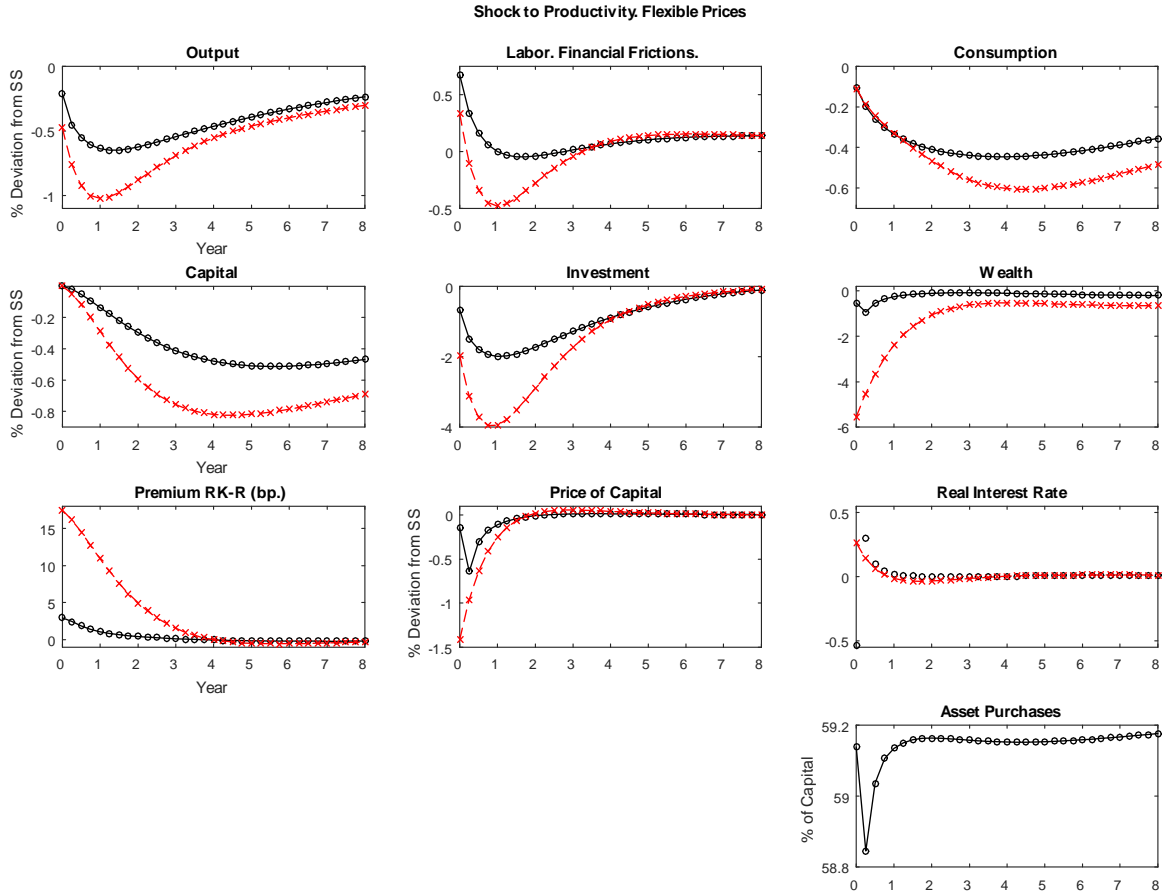 Shock to Productivity. Flexible Prices
Output
Labor. Financial Frictions.
Consumption
% Deviation from SS
0
-0.5
-1
0 1 2 3 4 5 6 7 8
Year
0.5
0
-0.5
0 1 2 3 4 5 6 7 8
0
-0.2
-0.4
-0.6
0 1 2 3 4 5 6 7 8
Capital
Investment
Wealth
% Deviation from SS
-0.2
-0.4
-0.6
-0.8
0 1 2 3 4 5 6 7 8
Year
0
-2
-4
0 1 2 3 4 5 6 7 8
0
-2
-4
-6
0 1 2 3 4 5 6 7 8
Premium RK-R (bp.)
Price of Capital
Real Interest Rate
15
10
5
0
0 1 2 3 4 5 6 7 8
Year
% Deviation from SS
0
-0.5
-1
-1.5
0 1 2 3 4 5 6 7 8
0.5
0
-0.5
0 1 2 3 4 5 6 7 8
Asset Purchases
% of Capital
59.2
59
58.8
0 1 2 3 4 5 6 7 8